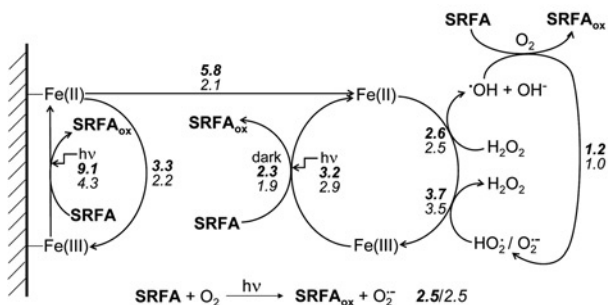 SRFA SRFAox
O2
5.8
Fe(II) 2.1 Fe(II) ·OH + OH-
SRFAox SRFAox
hν dark hν 2.6 H2O2
9.1 3.3 2.3 3.2 2.5 1.2
4.3 2.2 1.9 2.9 3.7 H2O2 1.0
SRFA SRFA 3.5
Fe(III) Fe(III) HO2·/ O2·-
hν
SRFA + O2 → SRFAox + O2·- 2.5/2.5